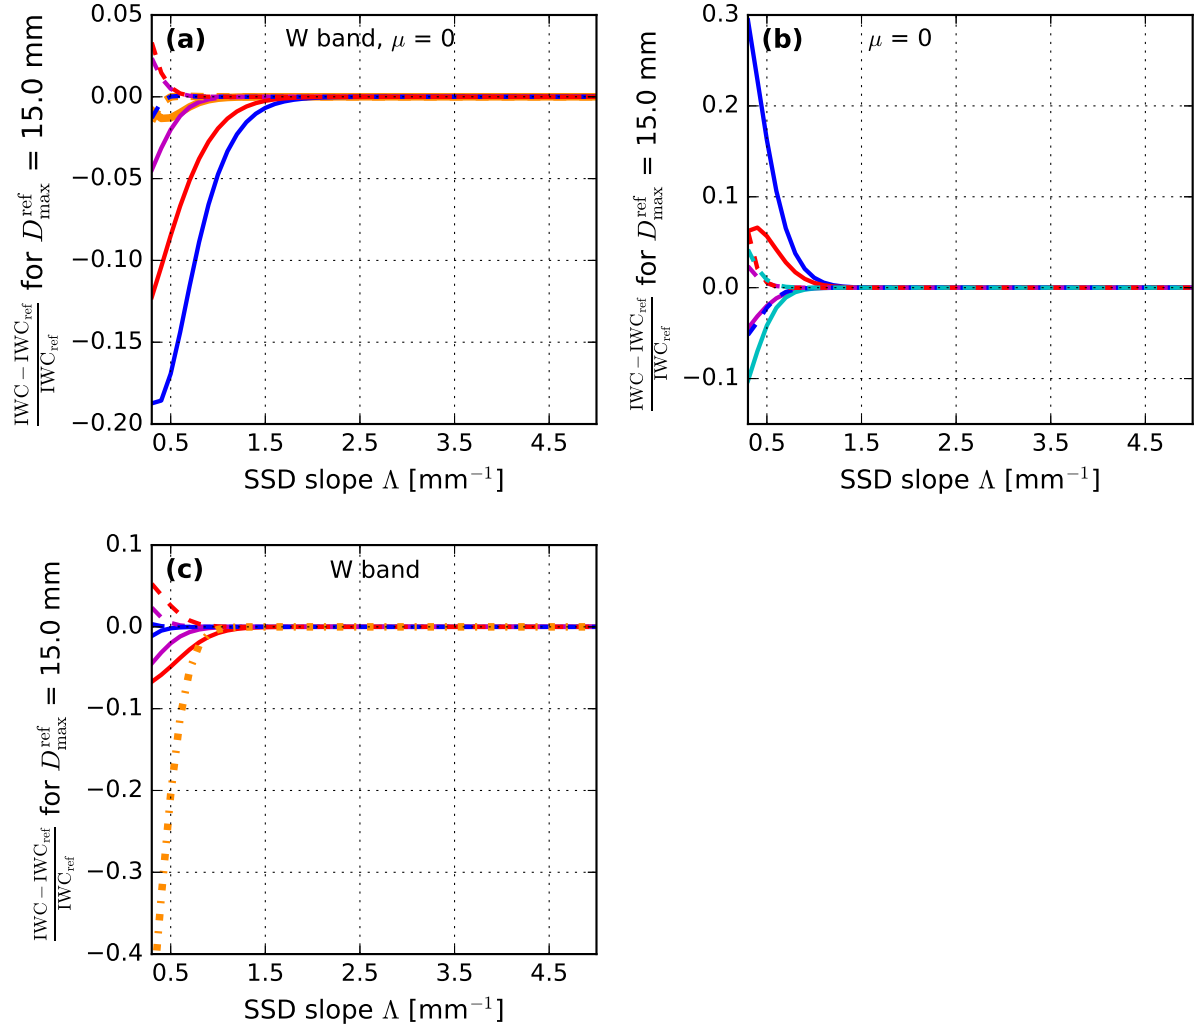 (a) W band, μ = 0
0.05
0.00
−0.05
−0.10
−0.15
−0.20
0.5 1.5 2.5 3.5 4.5
SSD slope Λ [mm⁻¹]
(IWC − IWC_ref)/IWC_ref for D_max^ref = 15.0 mm
(b) μ = 0
0.3
0.2
0.1
0.0
−0.1
0.5 1.5 2.5 3.5 4.5
SSD slope Λ [mm⁻¹]
(IWC − IWC_ref)/IWC_ref for D_max^ref = 15.0 mm
(c) W band
0.1
0.0
−0.1
−0.2
−0.3
−0.4
0.5 1.5 2.5 3.5 4.5
SSD slope Λ [mm⁻¹]
(IWC − IWC_ref)/IWC_ref for D_max^ref = 15.0 mm